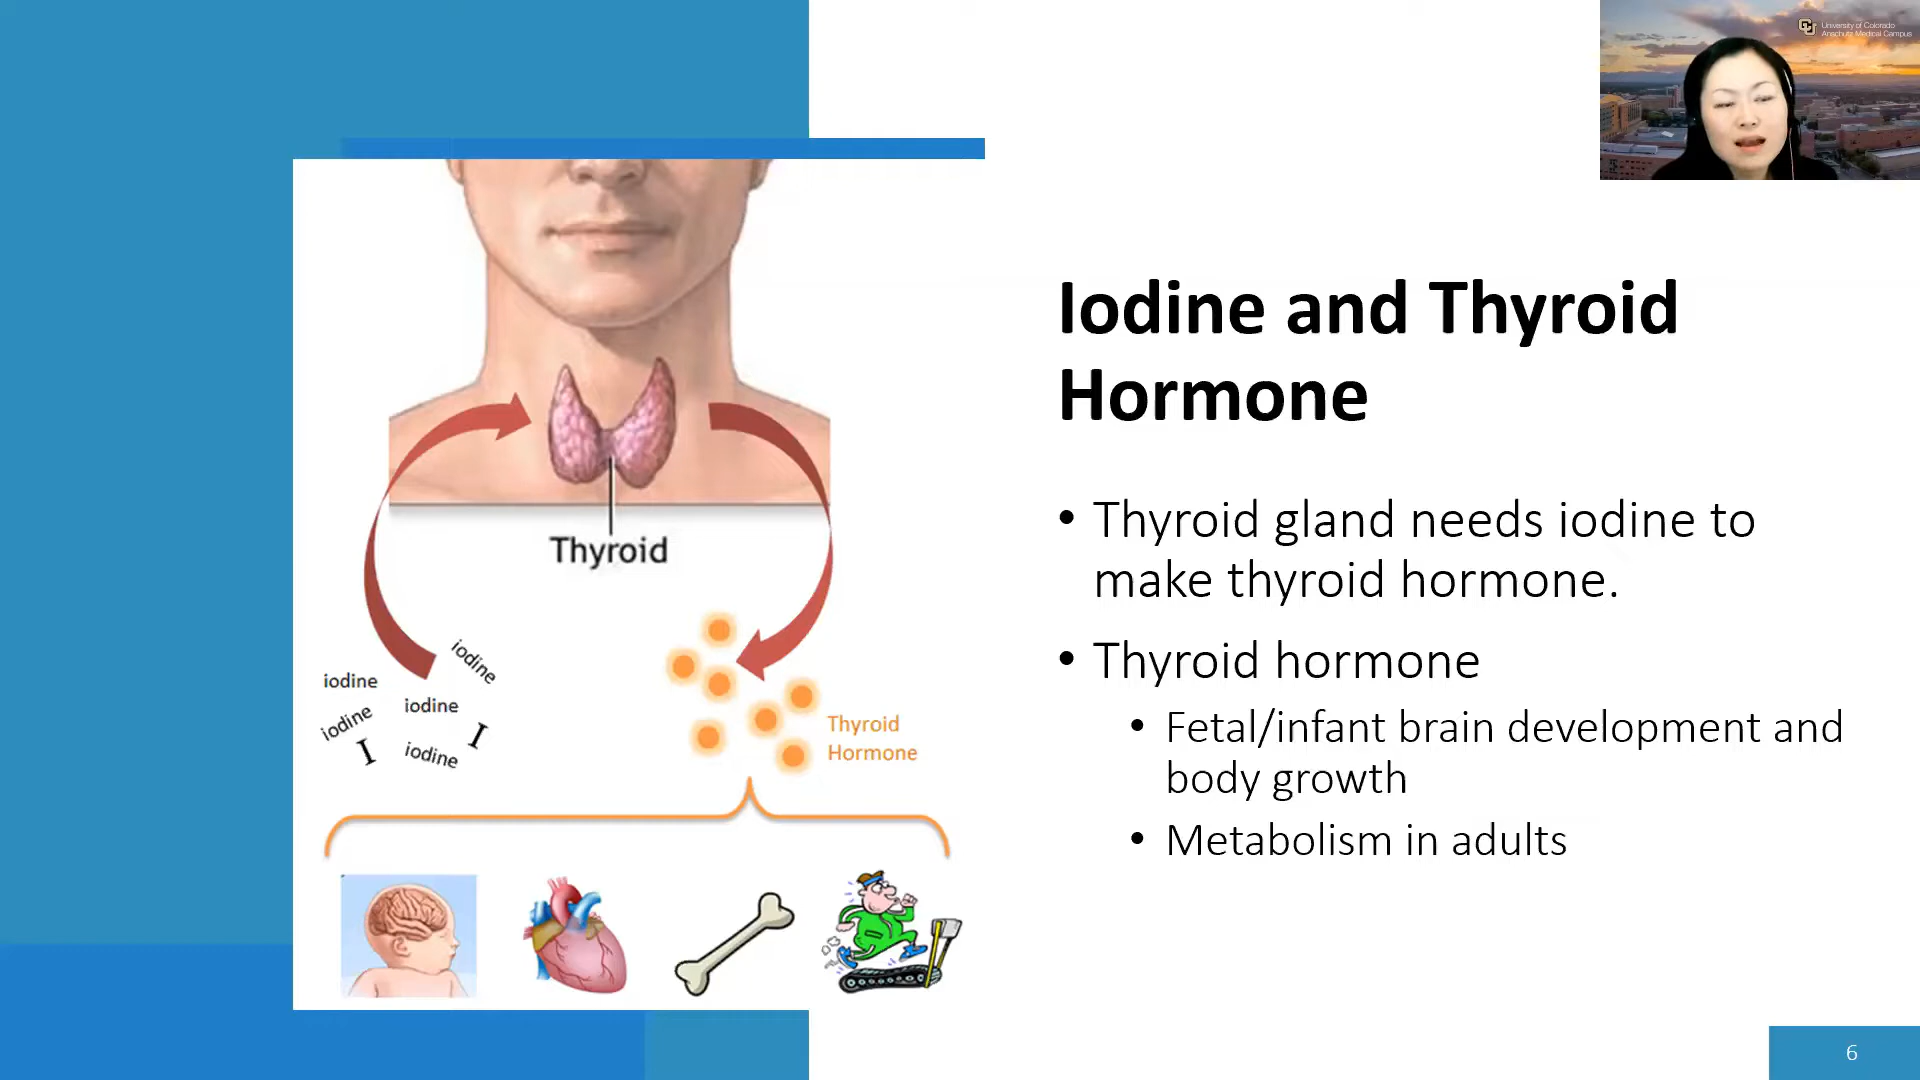 University of Colorado
Anschutz Medical Campus
Iodine and Thyroid
Hormone
• Thyroid gland needs iodine to
make thyroid hormone.
• Thyroid hormone
• Fetal/infant brain development and
body growth
• Metabolism in adults
Thyroid
iodine
iodine
iodine
iodine
I
I
iodine
Thyroid
Hormone
6